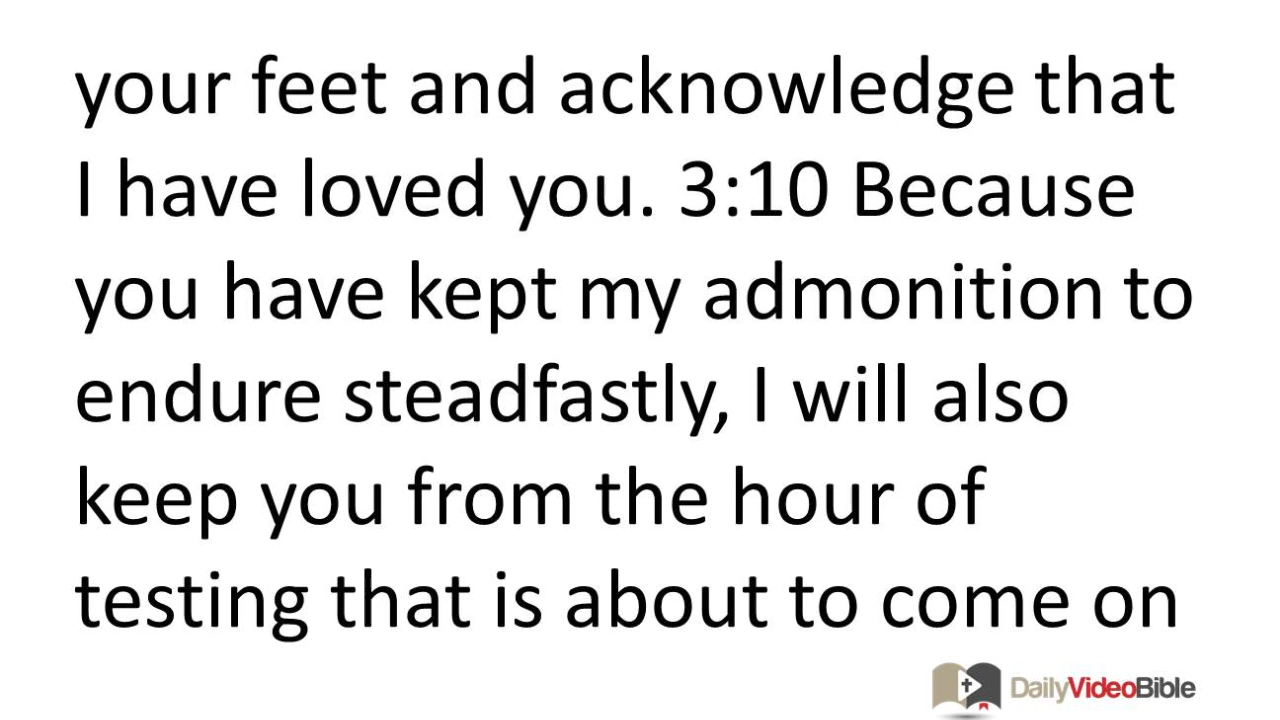 your feet and acknowledge that
I have loved you. 3:10 Because
you have kept my admonition to
endure steadfastly, I will also
keep you from the hour of
testing that is about to come on
DailyVideoBible